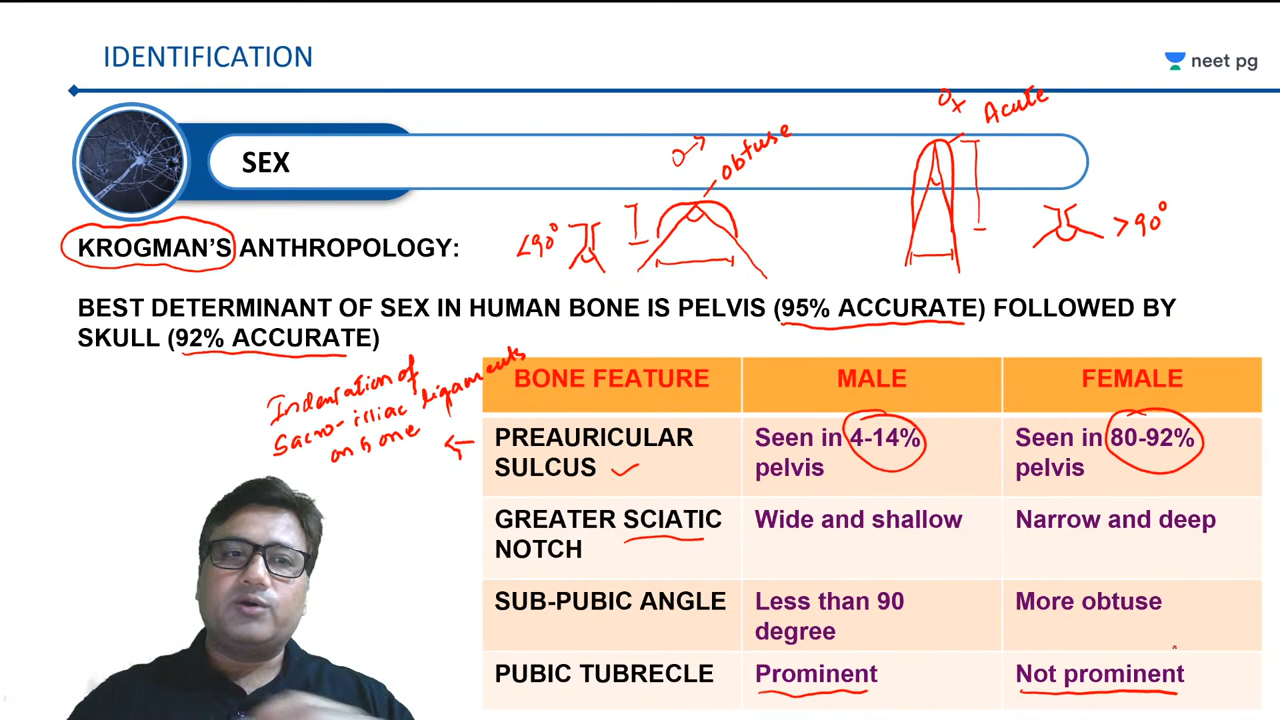 IDENTIFICATION
neet pg
SEX
obtuse
Acute
KROGMAN'S ANTHROPOLOGY:
<90°
>90°
BEST DETERMINANT OF SEX IN HUMAN BONE IS PELVIS (95% ACCURATE) FOLLOWED BY
SKULL (92% ACCURATE)
Indentation of
Sacro-illiac ligaments
on bone
BONE FEATURE MALE FEMALE
PREAURICULAR SULCUS Seen in 4-14% pelvis Seen in 80-92% pelvis
GREATER SCIATIC NOTCH Wide and shallow Narrow and deep
SUB-PUBIC ANGLE Less than 90 degree More obtuse
PUBIC TUBRECLE Prominent Not prominent